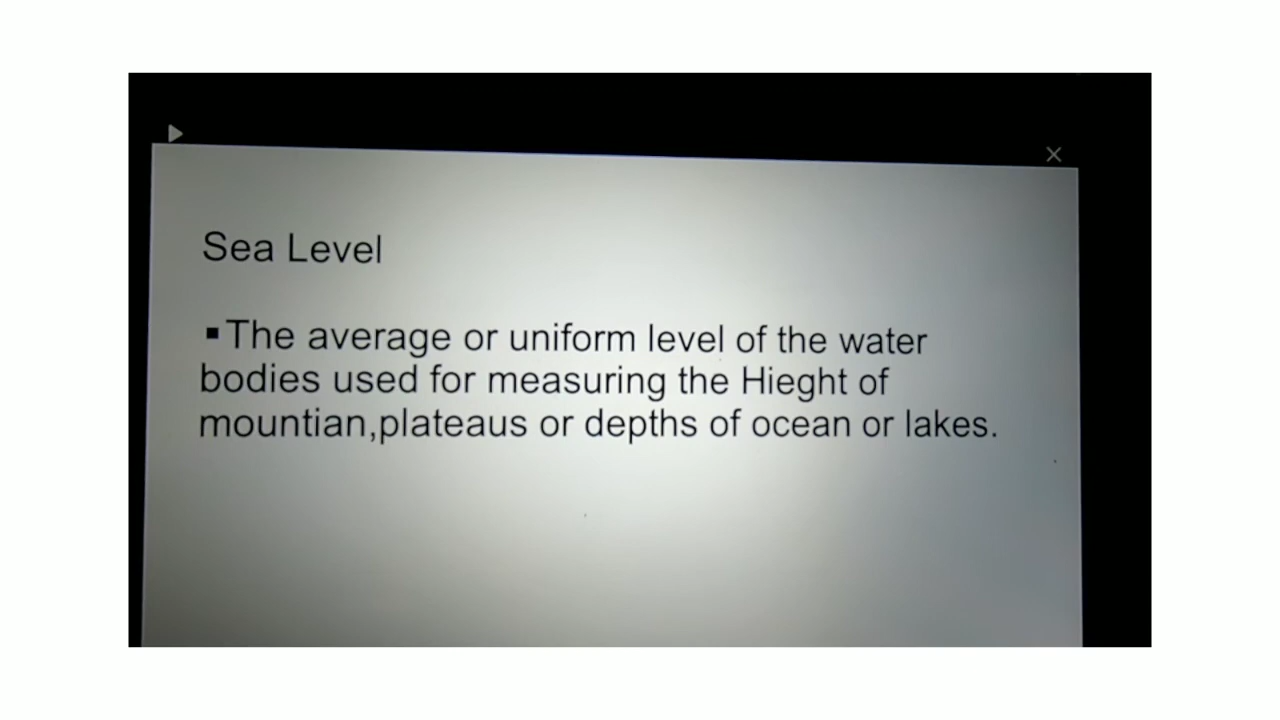 Sea Level
▪The average or uniform level of the water
bodies used for measuring the Hieght of
mountian,plateaus or depths of ocean or lakes.